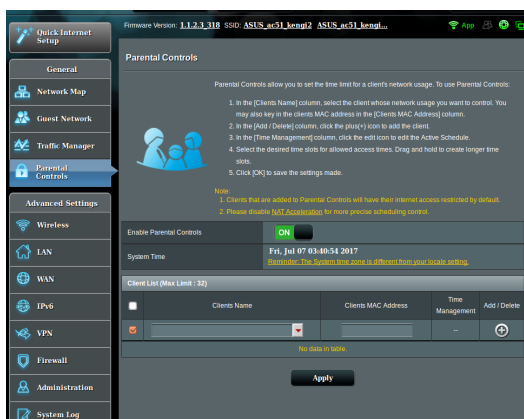 Quick Internet
Setup
Firmware Version: 1.1.2.3_318 SSID: ASUS_ac51_kengi2 ASUS_ac51_kengi...
App
General
Network Map
Guest Network
Traffic Manager
Parental
Controls
Advanced Settings
Wireless
LAN
WAN
IPv6
VPN
Firewall
Administration
System Log
Parental Controls
Parental Controls allow you to set the time limit for a client's network usage. To use Parental Controls:
1. In the [Clients Name] column, select the client whose network usage you want to control. You
may also key in the clients MAC address in the [Clients MAC Address] column.
2. In the [Add / Delete] column, click the plus(+) icon to add the client.
3. In the [Time Management] column, click the edit icon to edit the Active Schedule.
4. Select the desired time slots for allowed access times. Drag and hold to create longer time
slots.
5. Click [OK] to save the settings made.
Note:
1. Clients that are added to Parental Controls will have their Internet access restricted by default.
2. Please disable NAT Acceleration for more precise scheduling control.
Enable Parental Controls
ON
System Time
Fri, Jul 07 03:40:54 2017
Reminder: The System time zone is different from your locale setting.
Client List (Max Limit : 32)
Clients Name
Clients MAC Address
Time
Management
Add / Delete
--
No data in table.
Apply